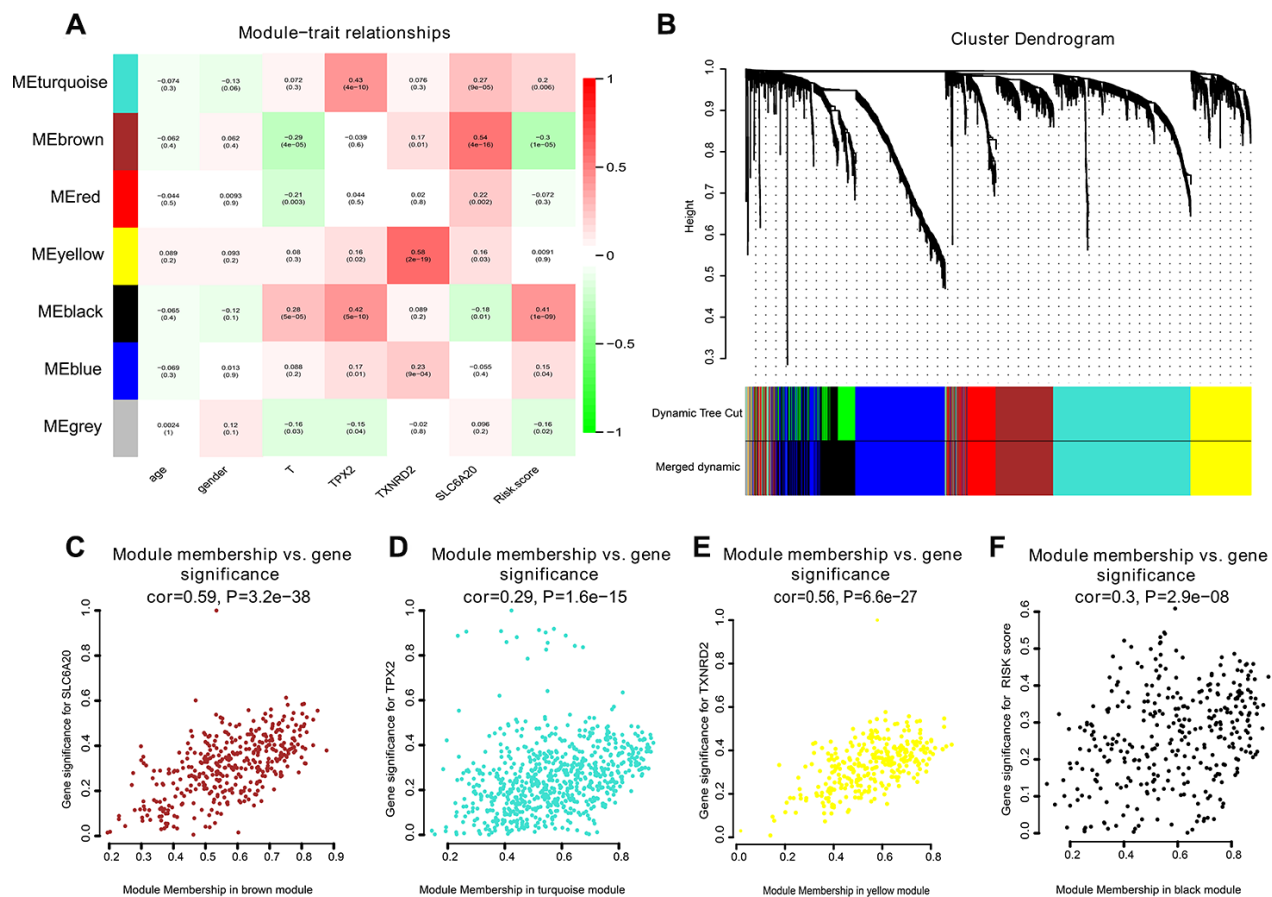 A
Module−trait relationships
MEturquoise
−0.074 −0.13 0.072 0.43 0.076 0.27 0.2
(0.3) (0.06) (0.3) (4e−10) (0.3) (9e−05) (0.006)
MEbrown
−0.062 0.062 −0.29 −0.039 0.17 0.54 −0.3
(0.4) (0.4) (4e−05) (0.6) (0.01) (4e−16) (1e−05)
MEred
−0.044 0.0093 −0.21 0.044 0.02 0.22 −0.072
(0.5) (0.9) (0.003) (0.5) (0.8) (0.002) (0.3)
MEyellow
0.089 0.093 0.08 0.16 0.58 0.16 0.0091
(0.2) (0.2) (0.3) (0.02) (2e−19) (0.03) (0.9)
MEblack
−0.065 −0.12 0.28 0.42 0.089 −0.18 0.41
(0.4) (0.1) (5e−05) (5e−10) (0.2) (0.01) (1e−09)
MEblue
−0.069 0.013 0.088 0.17 0.23 −0.055 0.15
(0.3) (0.9) (0.2) (0.01) (9e−04) (0.4) (0.04)
MEgrey
0.0024 0.12 −0.16 −0.15 −0.02 0.096 −0.16
(1) (0.1) (0.03) (0.04) (0.8) (0.2) (0.02)
age gender T TPX2 TXNRD2 SLC6A20 Risk.score
1
0.5
0
−0.5
−1
B
Cluster Dendrogram
Height
1.0
0.9
0.8
0.7
0.6
0.5
0.4
0.3
Dynamic Tree Cut
Merged dynamic
C
Module membership vs. gene
significance
cor=0.59, P=3.2e−38
Gene significance for SLC6A20
1.0
0.8
0.6
0.4
0.2
0.0
0.2 0.3 0.4 0.5 0.6 0.7 0.8 0.9
Module Membership in brown module
D
Module membership vs. gene
significance
cor=0.29, P=1.6e−15
Gene significance for TPX2
1.0
0.8
0.6
0.4
0.2
0.0
0.2 0.4 0.6 0.8
Module Membership in turquoise module
E
Module membership vs. gene
significance
cor=0.56, P=6.6e−27
Gene significance for TXNRD2
1.0
0.8
0.6
0.4
0.2
0.0
0.0 0.2 0.4 0.6 0.8
Module Membership in yellow module
F
Module membership vs. gene
significance
cor=0.3, P=2.9e−08
Gene significance for RISK score
0.6
0.5
0.4
0.3
0.2
0.1
0.0
0.2 0.4 0.6 0.8
Module Membership in black module